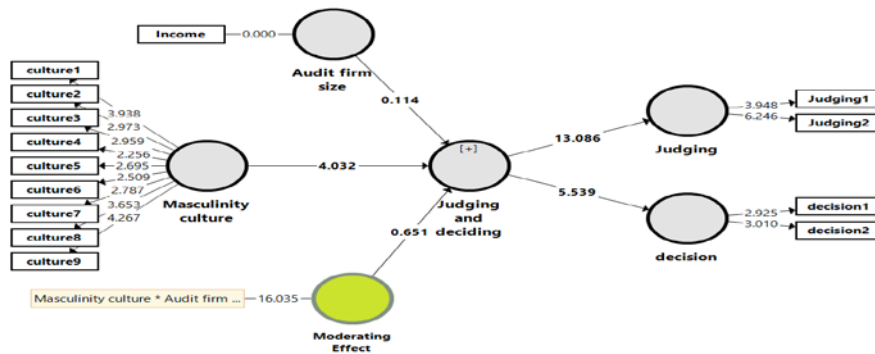 Income
0.000
Audit firm
size
0.114
culture1
culture2
culture3
culture4
culture5
culture6
culture7
culture8
culture9
3.938
2.973
2.959
2.256
2.695
2.509
2.787
3.653
4.267
Masculinity
culture
4.032
[+]
Judging
and
deciding
0.651
Masculinity culture * Audit firm ...
16.035
Moderating
Effect
13.086
5.539
Judging
3.948
6.246
Judging1
Judging2
decision
2.925
3.010
decision1
decision2